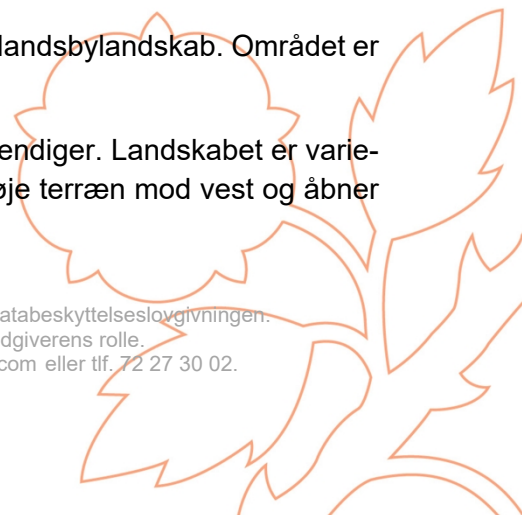 landsbylandskab. Området er
endiger. Landskabet er varie-
øje terræn mod vest og åbner
atabeskyttelseslovgivningen.
dgiverens rolle.
com eller tlf. 72 27 30 02.